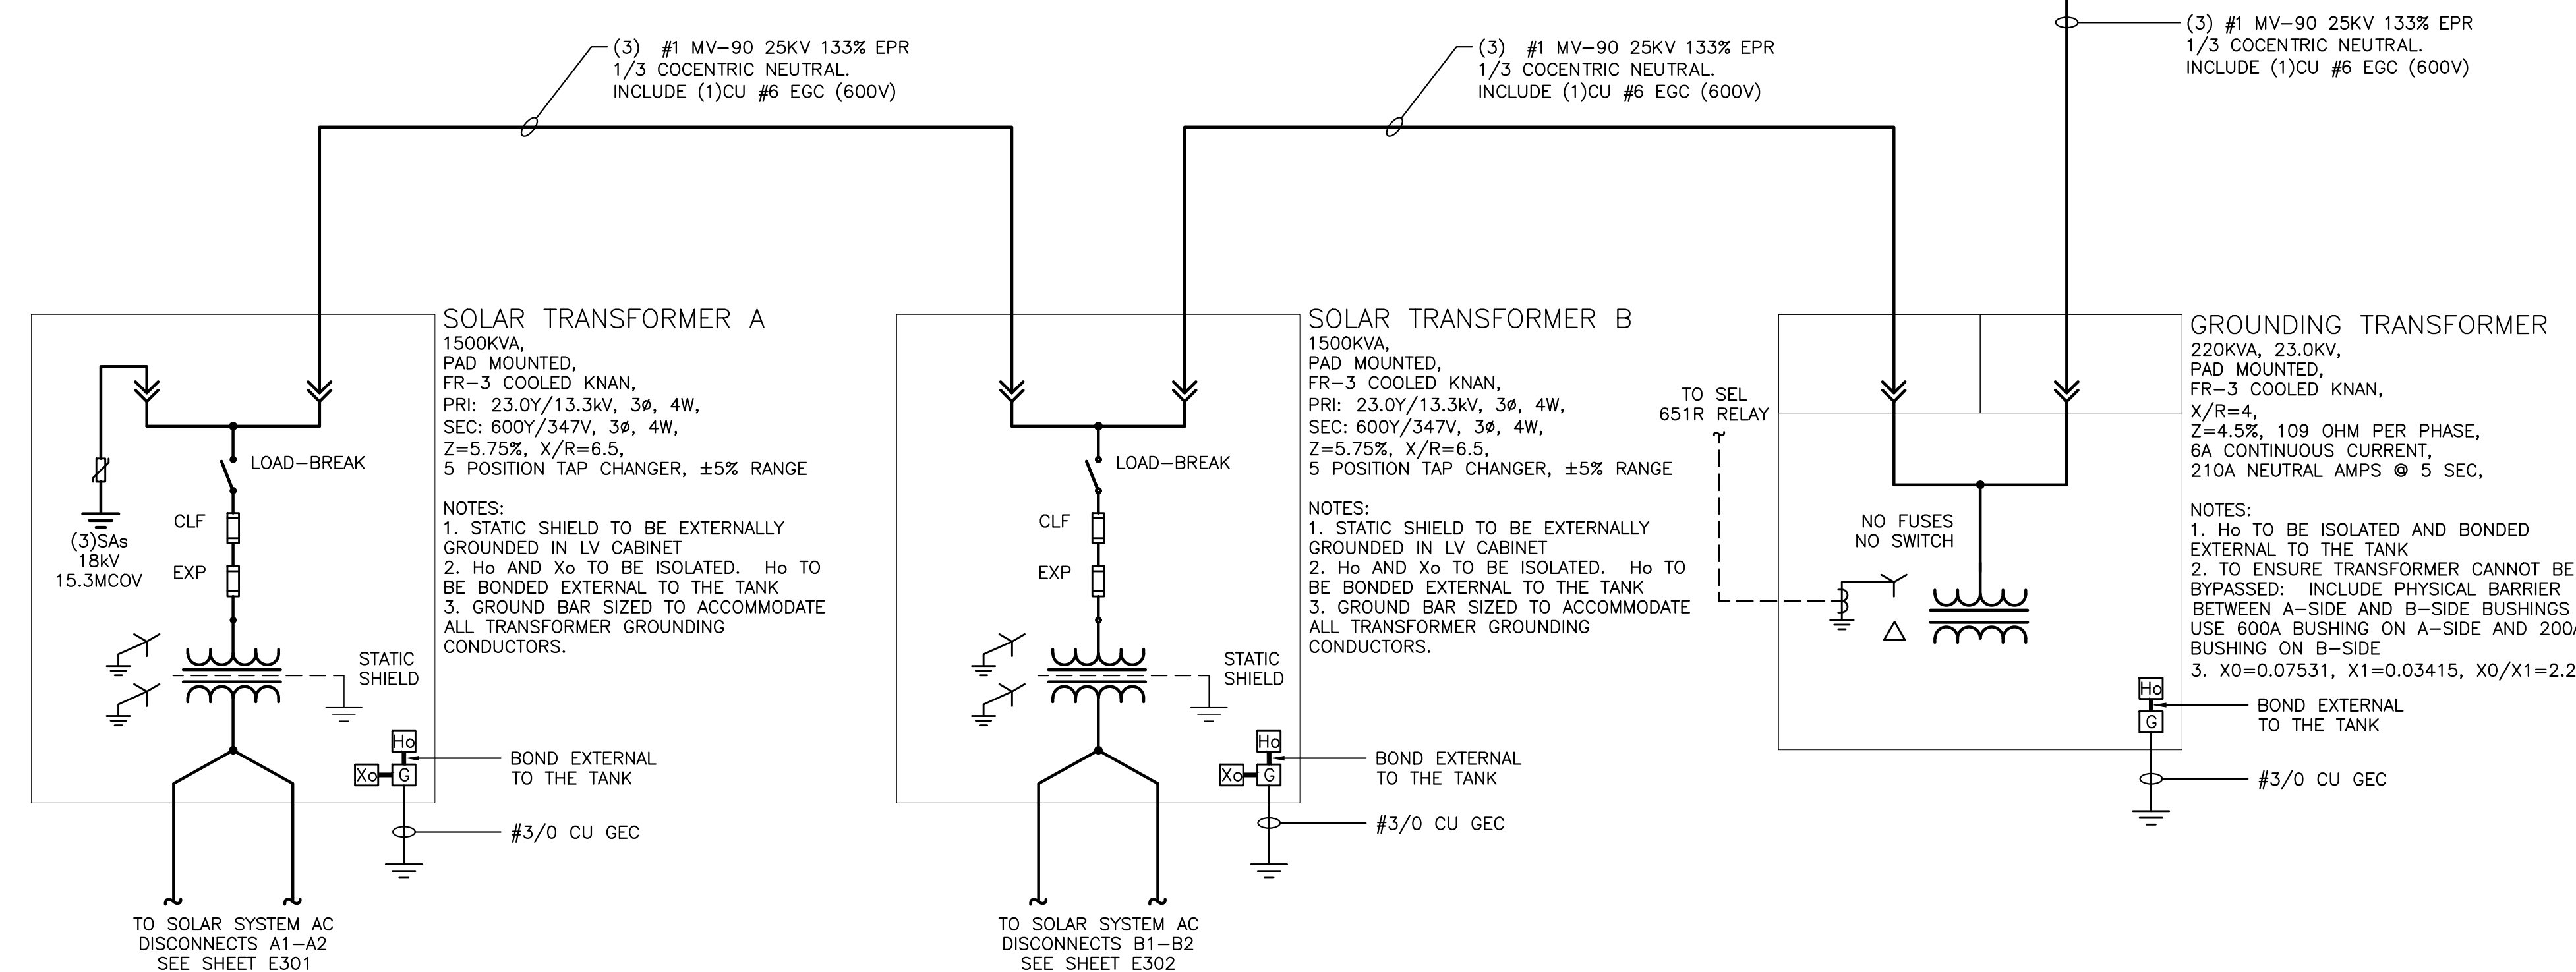 (3) #1 MV-90 25KV 133% EPR
1/3 COCENTRIC NEUTRAL.
INCLUDE (1)CU #6 EGC (600V)
(3) #1 MV-90 25KV 133% EPR
1/3 COCENTRIC NEUTRAL.
INCLUDE (1)CU #6 EGC (600V)
(3) #1 MV-90 25KV 133% EPR
1/3 COCENTRIC NEUTRAL.
INCLUDE (1)CU #6 EGC (600V)
SOLAR TRANSFORMER A
1500KVA,
PAD MOUNTED,
FR-3 COOLED KNAN,
PRI: 23.0Y/13.3kV, 3ø, 4W,
SEC: 600Y/347V, 3ø, 4W,
Z=5.75%, X/R=6.5,
5 POSITION TAP CHANGER, ±5% RANGE
NOTES:
1. STATIC SHIELD TO BE EXTERNALLY
GROUNDED IN LV CABINET
2. Ho AND Xo TO BE ISOLATED. Ho TO
BE BONDED EXTERNAL TO THE TANK
3. GROUND BAR SIZED TO ACCOMMODATE
ALL TRANSFORMER GROUNDING
CONDUCTORS.
LOAD-BREAK
CLF
EXP
(3)SAs
18kV
15.3MCOV
STATIC
SHIELD
Ho
Xo
G
BOND EXTERNAL
TO THE TANK
#3/0 CU GEC
TO SOLAR SYSTEM AC
DISCONNECTS A1-A2
SEE SHEET E301
SOLAR TRANSFORMER B
1500KVA,
PAD MOUNTED,
FR-3 COOLED KNAN,
PRI: 23.0Y/13.3kV, 3ø, 4W,
SEC: 600Y/347V, 3ø, 4W,
Z=5.75%, X/R=6.5,
5 POSITION TAP CHANGER, ±5% RANGE
NOTES:
1. STATIC SHIELD TO BE EXTERNALLY
GROUNDED IN LV CABINET
2. Ho AND Xo TO BE ISOLATED. Ho TO
BE BONDED EXTERNAL TO THE TANK
3. GROUND BAR SIZED TO ACCOMMODATE
ALL TRANSFORMER GROUNDING
CONDUCTORS.
LOAD-BREAK
CLF
EXP
STATIC
SHIELD
Ho
Xo
G
BOND EXTERNAL
TO THE TANK
#3/0 CU GEC
TO SOLAR SYSTEM AC
DISCONNECTS B1-B2
SEE SHEET E302
TO SEL
651R RELAY
GROUNDING TRANSFORMER
220KVA, 23.0KV,
PAD MOUNTED,
FR-3 COOLED KNAN,
X/R=4,
Z=4.5%, 109 OHM PER PHASE,
6A CONTINUOUS CURRENT,
210A NEUTRAL AMPS @ 5 SEC,
NOTES:
1. Ho TO BE ISOLATED AND BONDED
EXTERNAL TO THE TANK
2. TO ENSURE TRANSFORMER CANNOT BE
BYPASSED: INCLUDE PHYSICAL BARRIER
BETWEEN A-SIDE AND B-SIDE BUSHINGS
USE 600A BUSHING ON A-SIDE AND 200A
BUSHING ON B-SIDE
3. X0=0.07531, X1=0.03415, X0/X1=2.2
NO FUSES
NO SWITCH
Ho
G
BOND EXTERNAL
TO THE TANK
#3/0 CU GEC